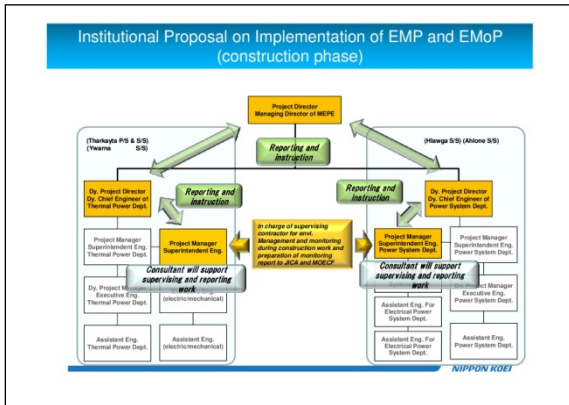 Institutional Proposal on Implementation of EMP and EMoP
(construction phase)
Project Director
Managing Director of MEPE
(Tharkayta P/S & S/S)
(Ywarna S/S)
(Hlawga S/S) (Ahlone S/S)
Reporting and
instruction
Dy. Project Director
Dy. Chief Engineer of
Thermal Power Dept.
Reporting and
instruction
Reporting and
instruction
Dy. Project Director
Dy. Chief Engineer of
Power System Dept.
Project Manager
Superintendent Eng.
Thermal Power Dept.
Project Manager
Superintendent Eng.
In charge of supervising
contractor for envi.
Management and monitoring
during construction work and
preparation of monitoring
report to JICA and MOECF
Project Manager
Superintendent Eng.
Power System Dept.
Project Manager
Superintendent Eng.
Power System Dept.
Consultant will support
supervising and reporting
work
Consultant will support
supervising and reporting
work
Dy. Project Manager
Executive Eng.
Thermal Power Dept.
(electric/mechanical)
Executive Eng.
Power System Dept.
Assistant Eng.
Thermal Power Dept.
Assistant Eng.
(electric/mechanical)
Assistant Eng. For
Electrical Power
System Dept.
Assistant Eng. For
Electrical Power
System Dept.
Assistant Eng.
Power System Dept.
NIPPON KOEI